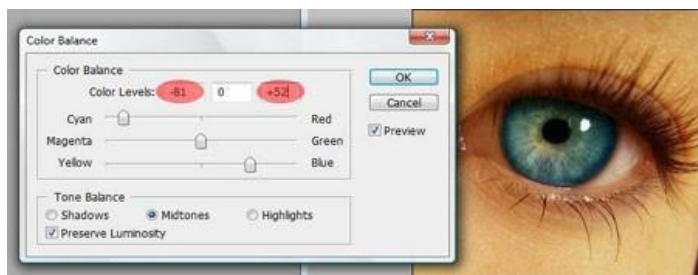 Color Balance
Color Balance
Color Levels: -81 0 +52
Cyan Red
Magenta Green
Yellow Blue
Tone Balance
Shadows Midtones Highlights
Preserve Luminosity
OK
Cancel
Preview